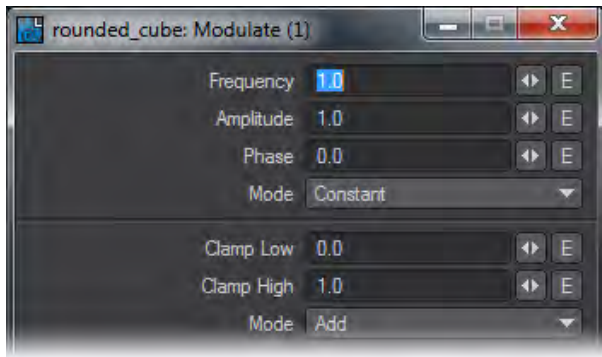 rounded_cube: Modulate (1)
Frequency 1.0 E
Amplitude 1.0 E
Phase 0.0 E
Mode Constant
Clamp Low 0.0 E
Clamp High 1.0 E
Mode Add